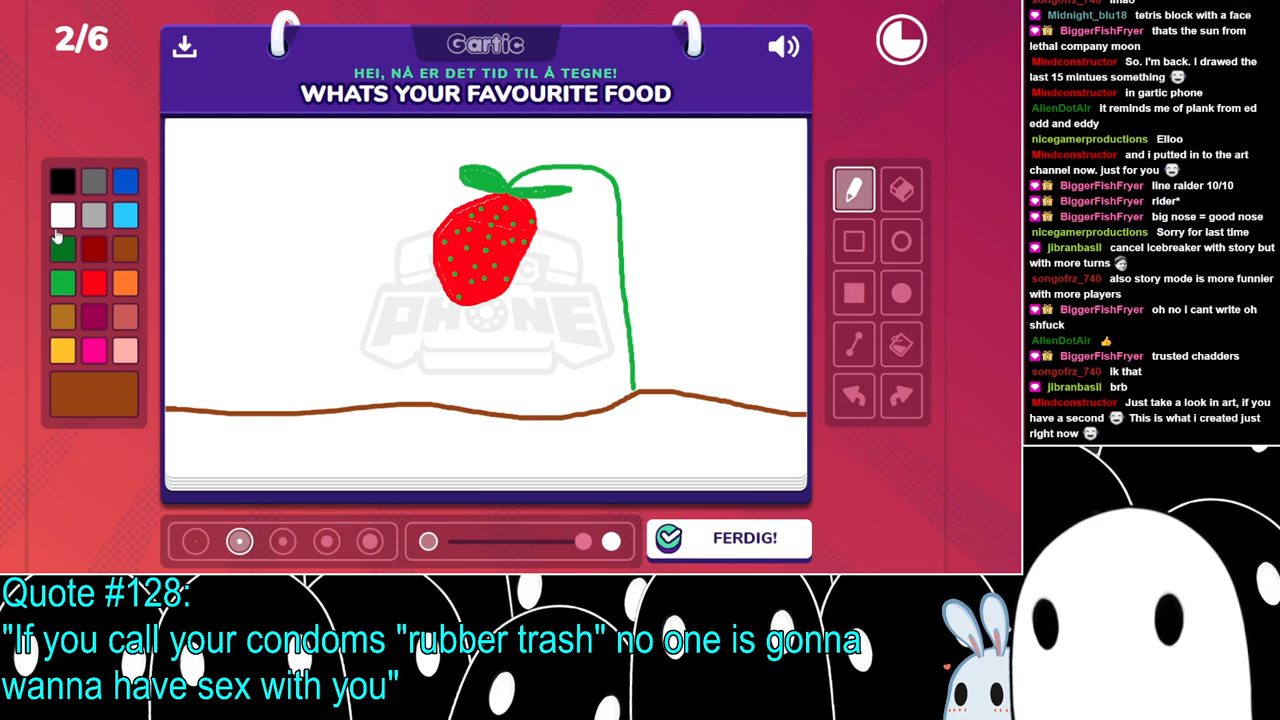 2/6
Gartic
HEI, NÅ ER DET TID TIL Å TEGNE!
WHATS YOUR FAVOURITE FOOD
PHONE
FERDIG!
Midnight_blu18 tetris block with a face
BiggerFishFryer thats the sun from
lethal company moon
Mindconstructor So. I'm back. I drawed the
last 15 mintues something
Mindconstructor in gartic phone
AlienDotAir it reminds me of plank from ed
edd and eddy
nicegamerproductions Elloo
Mindconstructor and i putted in to the art
channel now. just for you
BiggerFishFryer line raider 10/10
BiggerFishFryer rider*
BiggerFishFryer big nose = good nose
nicegamerproductions Sorry for last time
jibranbasil cancel icebreaker with story but
with more turns
songofrz_740 also story mode is more funnier
with more players
BiggerFishFryer oh no I cant write oh
shfuck
AlienDotAir
BiggerFishFryer trusted chadders
songofrz_740 ik that
jibranbasil brb
Mindconstructor Just take a look in art, if you
have a second This is what i created just
right now
Quote #128:
"If you call your condoms "rubber trash" no one is gonna
wanna have sex with you"